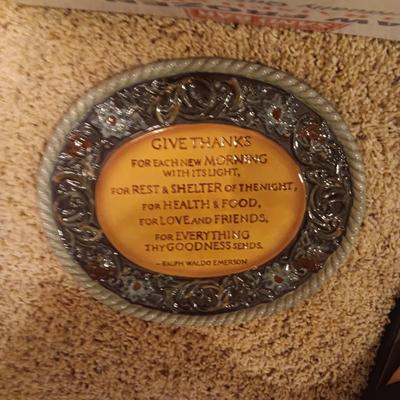 GIVE THANKS
FOR EACH NEW MORNING
WITH ITS LIGHT,
FOR REST & SHELTER OF THE NIGHT,
FOR HEALTH & FOOD,
FOR LOVE AND FRIENDS,
FOR EVERYTHING
THY GOODNESS SENDS.
– RALPH WALDO EMERSON